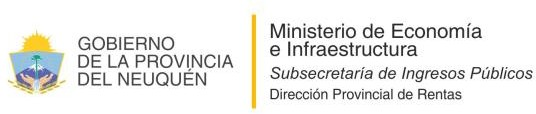 GOBIERNO
DE LA PROVINCIA
DEL NEUQUÉN
Ministerio de Economía
e Infraestructura
Subsecretaría de Ingresos Públicos
Dirección Provincial de Rentas